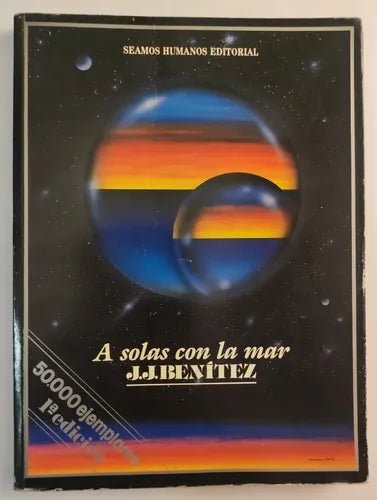 SEAMOS HUMANOS EDITORIAL
A solas con la mar
J.J. BENÍTEZ
50.000 ejemplares
1ª edición